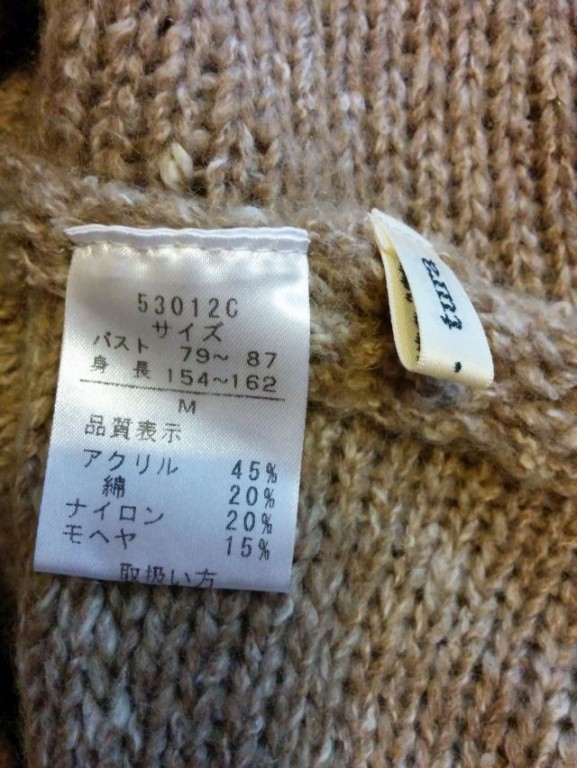 53012C
サイズ
バスト 79～ 87
身 長 154～162
M
品質表示
アクリル 45%
綿 20%
ナイロン 20%
モヘヤ 15%
取扱い方